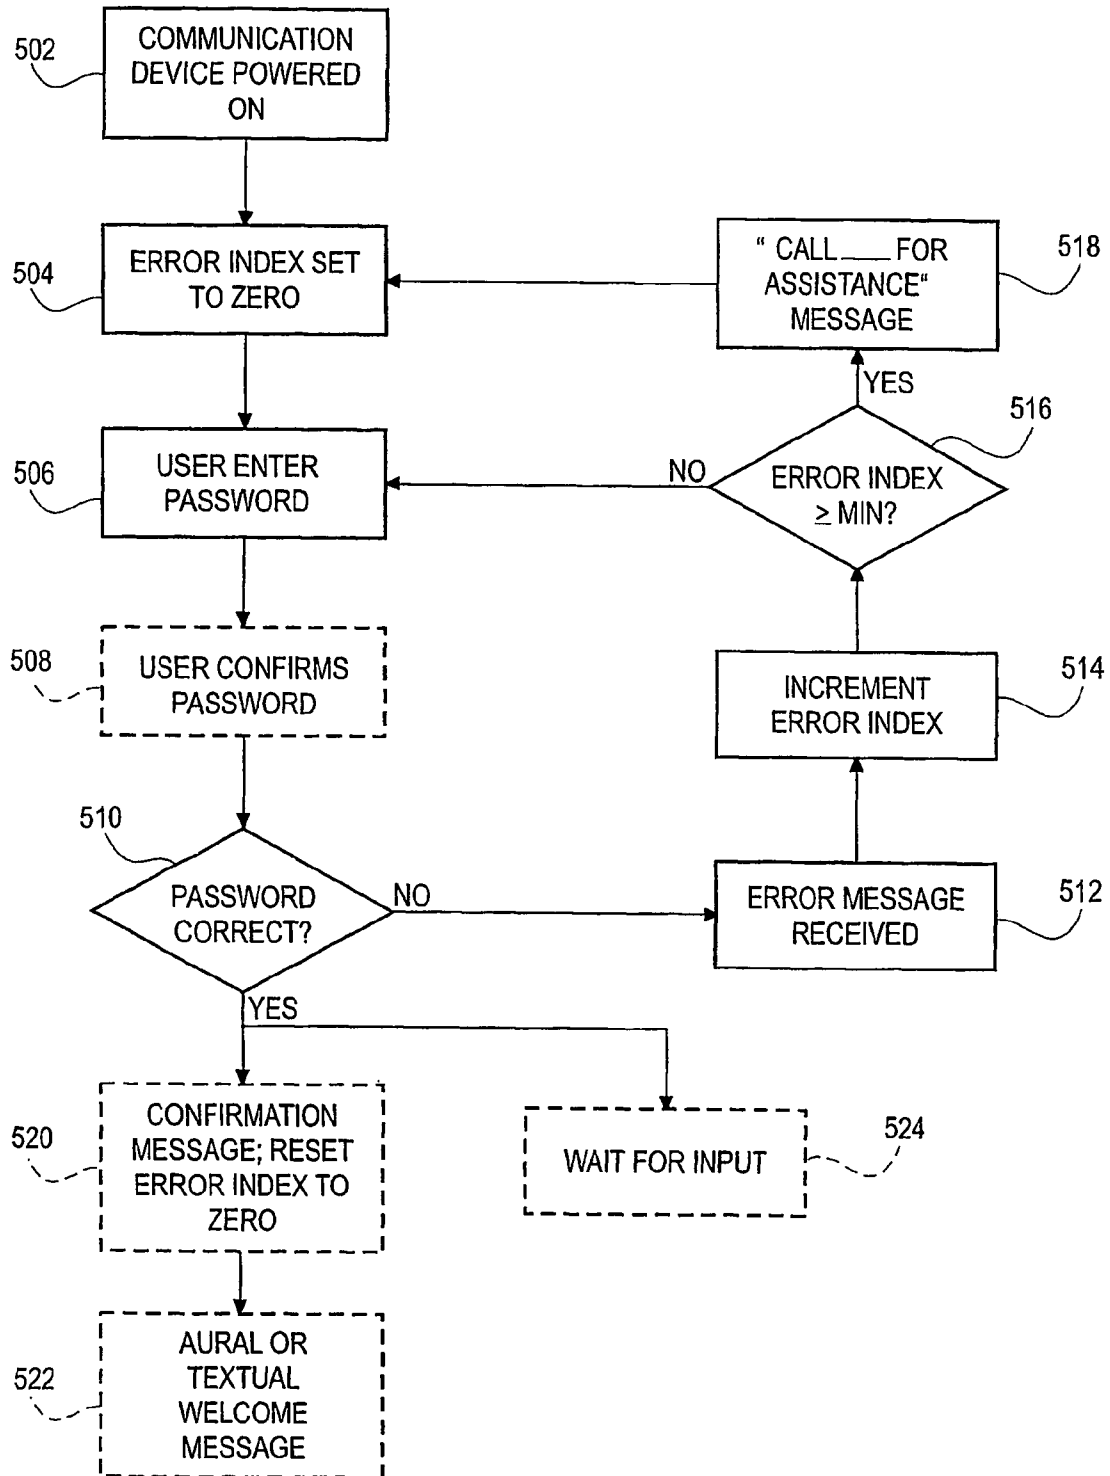 502
COMMUNICATION
DEVICE POWERED
ON
504
ERROR INDEX SET
TO ZERO
“ CALL ___ FOR
ASSISTANCE“
MESSAGE
518
YES
506
USER ENTER
PASSWORD
NO
ERROR INDEX
≥ MIN?
516
508
USER CONFIRMS
PASSWORD
INCREMENT
ERROR INDEX
514
510
PASSWORD
CORRECT?
NO
ERROR MESSAGE
RECEIVED
512
YES
520
CONFIRMATION
MESSAGE; RESET
ERROR INDEX TO
ZERO
WAIT FOR INPUT
524
522
AURAL OR
TEXTUAL
WELCOME
MESSAGE